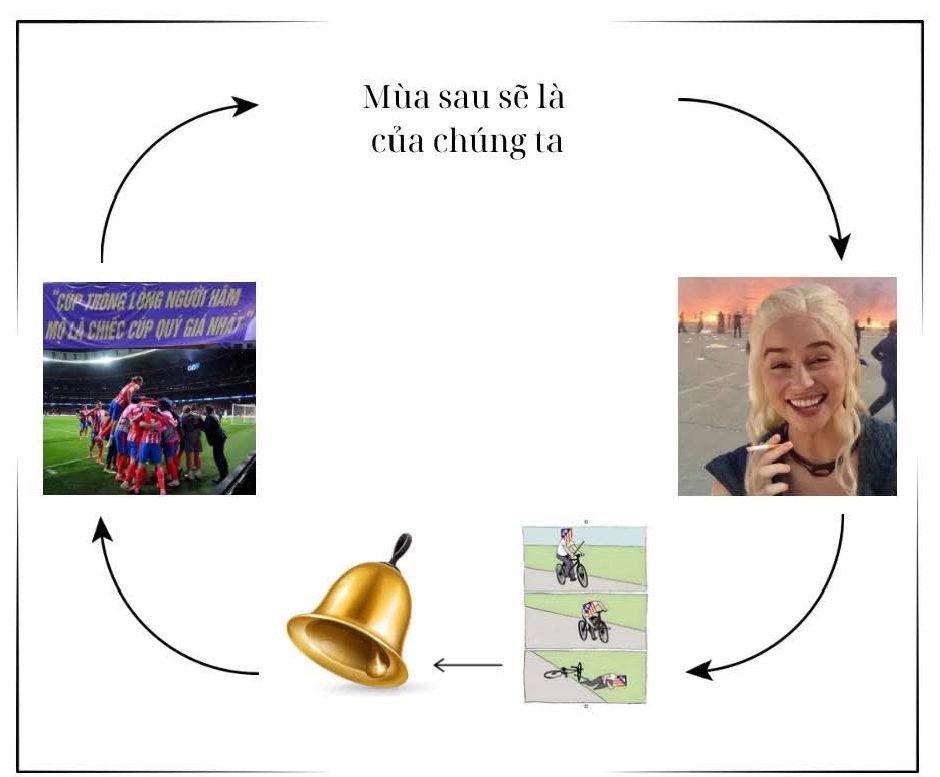 Mùa sau sẽ là
của chúng ta
"CÚP TRONG LÒNG NGƯỜI HÂM
MỘ LÀ CHIẾC CÚP QUÝ GIÁ NHẤT"